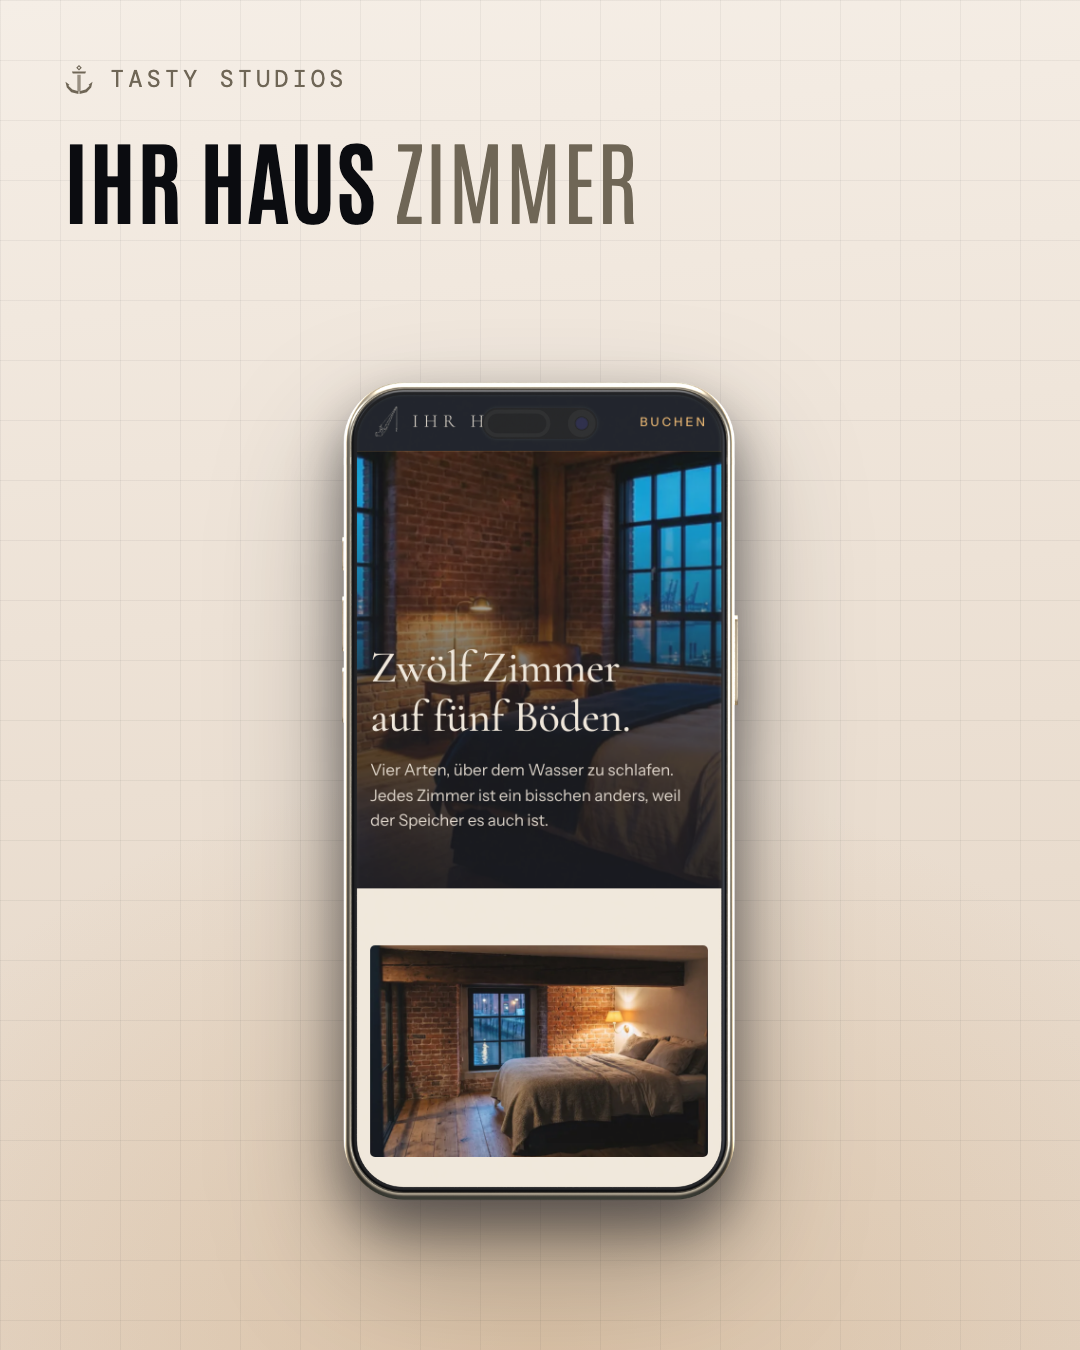 TASTY STUDIOS
IHR HAUS ZIMMER
IHR H
BUCHEN
Zwölf Zimmer
auf fünf Böden.
Vier Arten, über dem Wasser zu schlafen.
Jedes Zimmer ist ein bisschen anders, weil
der Speicher es auch ist.